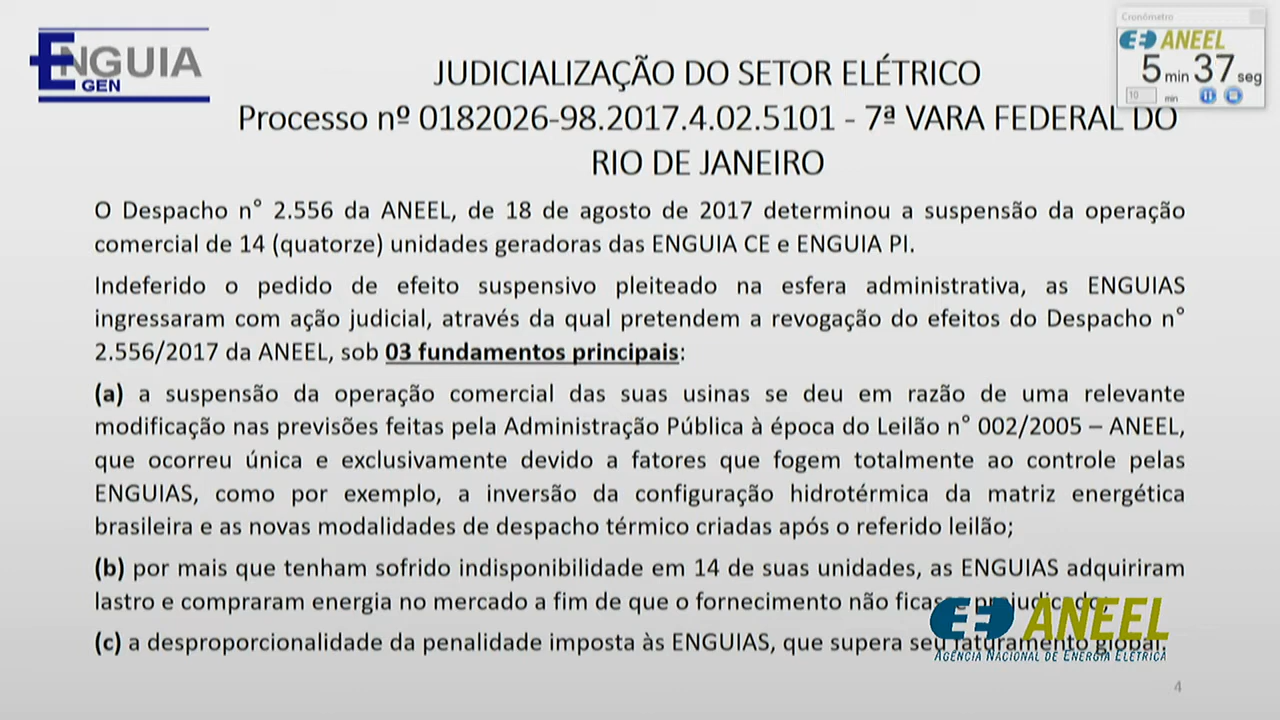 ENGUIA
GEN
Cronômetro
ANEEL
5 min 37 seg
10 min
JUDICIALIZAÇÃO DO SETOR ELÉTRICO
Processo nº 0182026-98.2017.4.02.5101 - 7ª VARA FEDERAL DO
RIO DE JANEIRO
O Despacho n° 2.556 da ANEEL, de 18 de agosto de 2017 determinou a suspensão da operação
comercial de 14 (quatorze) unidades geradoras das ENGUIA CE e ENGUIA PI.
Indeferido o pedido de efeito suspensivo pleiteado na esfera administrativa, as ENGUIAS
ingressaram com ação judicial, através da qual pretendem a revogação do efeitos do Despacho n°
2.556/2017 da ANEEL, sob 03 fundamentos principais:
(a) a suspensão da operação comercial das suas usinas se deu em razão de uma relevante
modificação nas previsões feitas pela Administração Pública à época do Leilão n° 002/2005 – ANEEL,
que ocorreu única e exclusivamente devido a fatores que fogem totalmente ao controle pelas
ENGUIAS, como por exemplo, a inversão da configuração hidrotérmica da matriz energética
brasileira e as novas modalidades de despacho térmico criadas após o referido leilão;
(b) por mais que tenham sofrido indisponibilidade em 14 de suas unidades, as ENGUIAS adquiriram
lastro e compraram energia no mercado a fim de que o fornecimento não ficasse prejudicado;
(c) a desproporcionalidade da penalidade imposta às ENGUIAS, que supera seu faturamento global.
ANEEL
AGÊNCIA NACIONAL DE ENERGIA ELÉTRICA
4